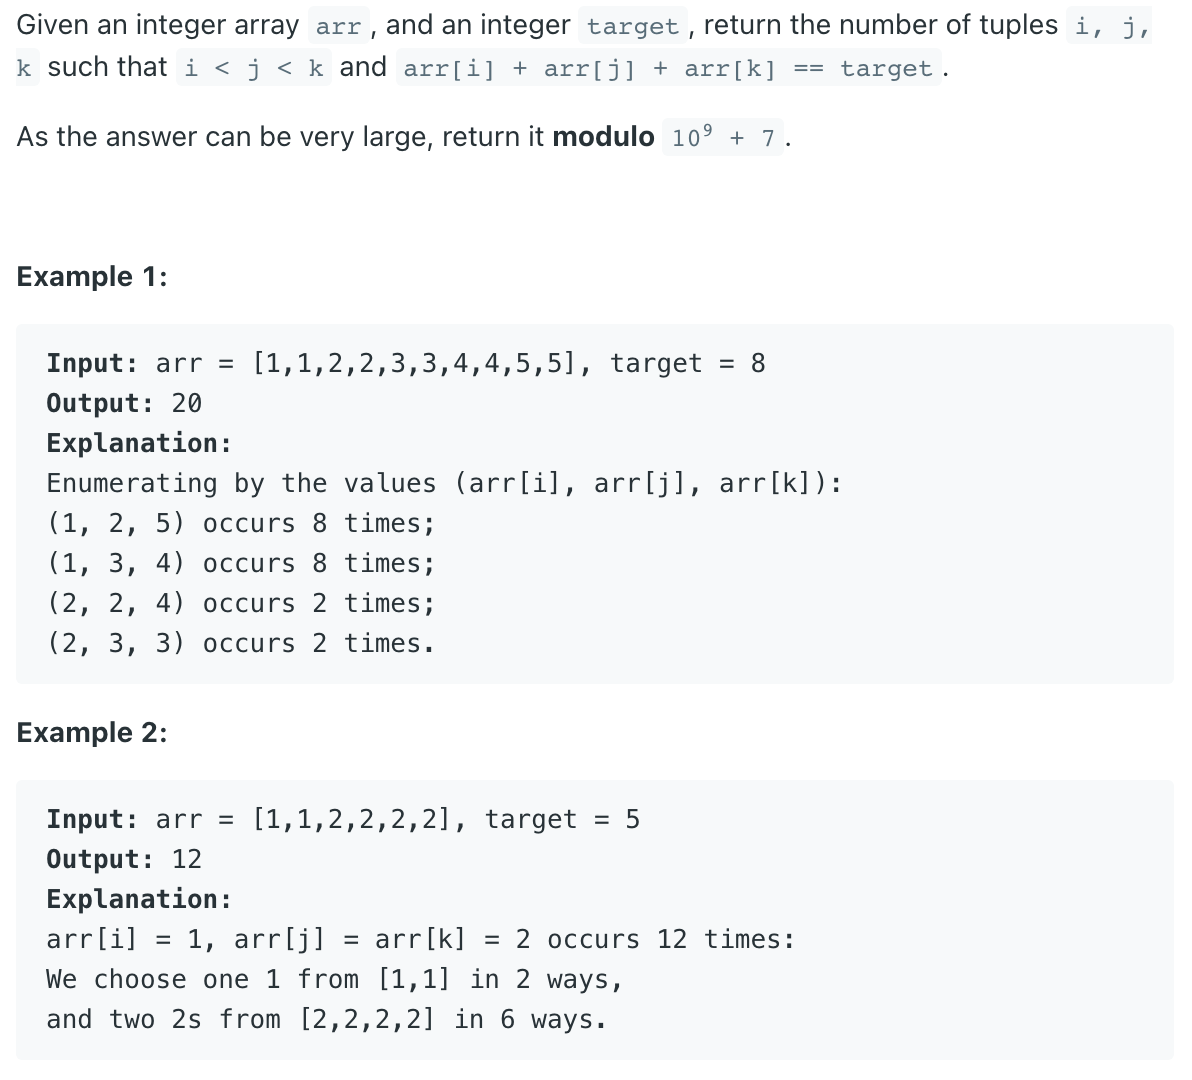 Given an integer array arr, and an integer target, return the number of tuples i, j,
k such that i < j < k and arr[i] + arr[j] + arr[k] == target.
As the answer can be very large, return it modulo 10⁹ + 7.
Example 1:
Input: arr = [1,1,2,2,3,3,4,4,5,5], target = 8
Output: 20
Explanation:
Enumerating by the values (arr[i], arr[j], arr[k]):
(1, 2, 5) occurs 8 times;
(1, 3, 4) occurs 8 times;
(2, 2, 4) occurs 2 times;
(2, 3, 3) occurs 2 times.
Example 2:
Input: arr = [1,1,2,2,2,2], target = 5
Output: 12
Explanation:
arr[i] = 1, arr[j] = arr[k] = 2 occurs 12 times:
We choose one 1 from [1,1] in 2 ways,
and two 2s from [2,2,2,2] in 6 ways.